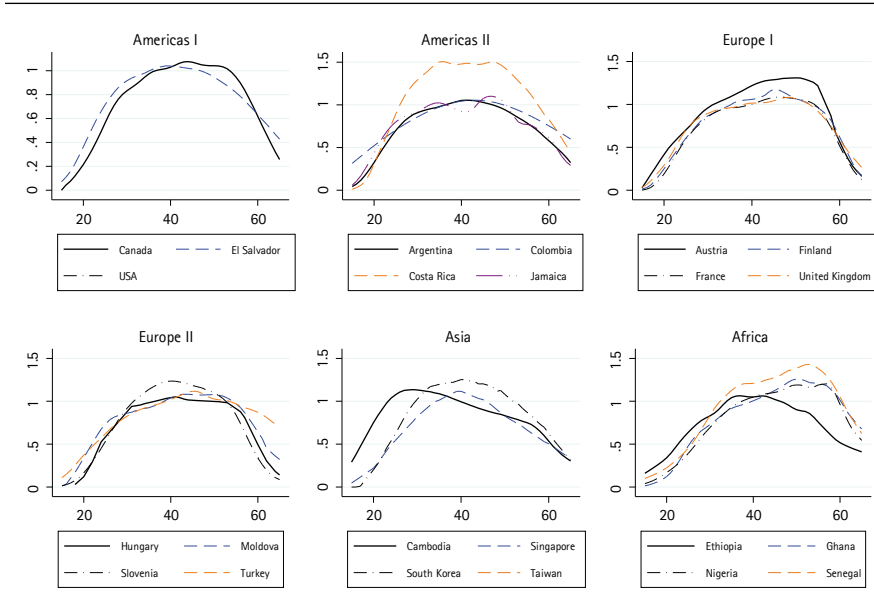 Americas I
Americas II
Europe I
1
.8
.6
.4
.2
0
1.5
1
.5
0
1.5
1
.5
0
20 40 60
20 40 60
20 40 60
Canada El Salvador
USA
Argentina Colombia
Costa Rica Jamaica
Austria Finland
France United Kingdom
Europe II
Asia
Africa
1.5
1
.5
0
1.5
1
.5
0
1.5
1
.5
0
20 40 60
20 40 60
20 40 60
Hungary Moldova
Slovenia Turkey
Cambodia Singapore
South Korea Taiwan
Ethiopia Ghana
Nigeria Senegal